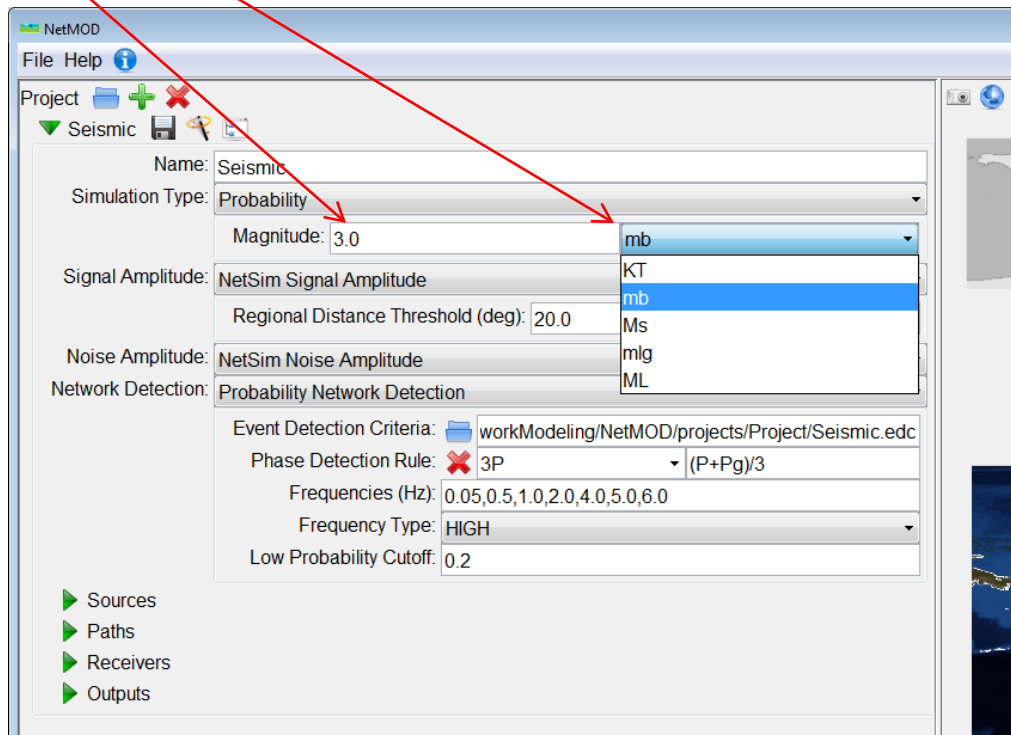 NetMOD
File Help
Project
Seismic
Name: Seismic
Simulation Type: Probability
Magnitude: 3.0 mb
KT
Signal Amplitude: NetSim Signal Amplitude
mb
Regional Distance Threshold (deg): 20.0
Ms
mlg
Noise Amplitude: NetSim Noise Amplitude
ML
Network Detection: Probability Network Detection
Event Detection Criteria: workModeling/NetMOD/projects/Project/Seismic.edc
Phase Detection Rule: 3P (P+Pg)/3
Frequencies (Hz): 0.05,0.5,1.0,2.0,4.0,5.0,6.0
Frequency Type: HIGH
Low Probability Cutoff: 0.2
Sources
Paths
Receivers
Outputs